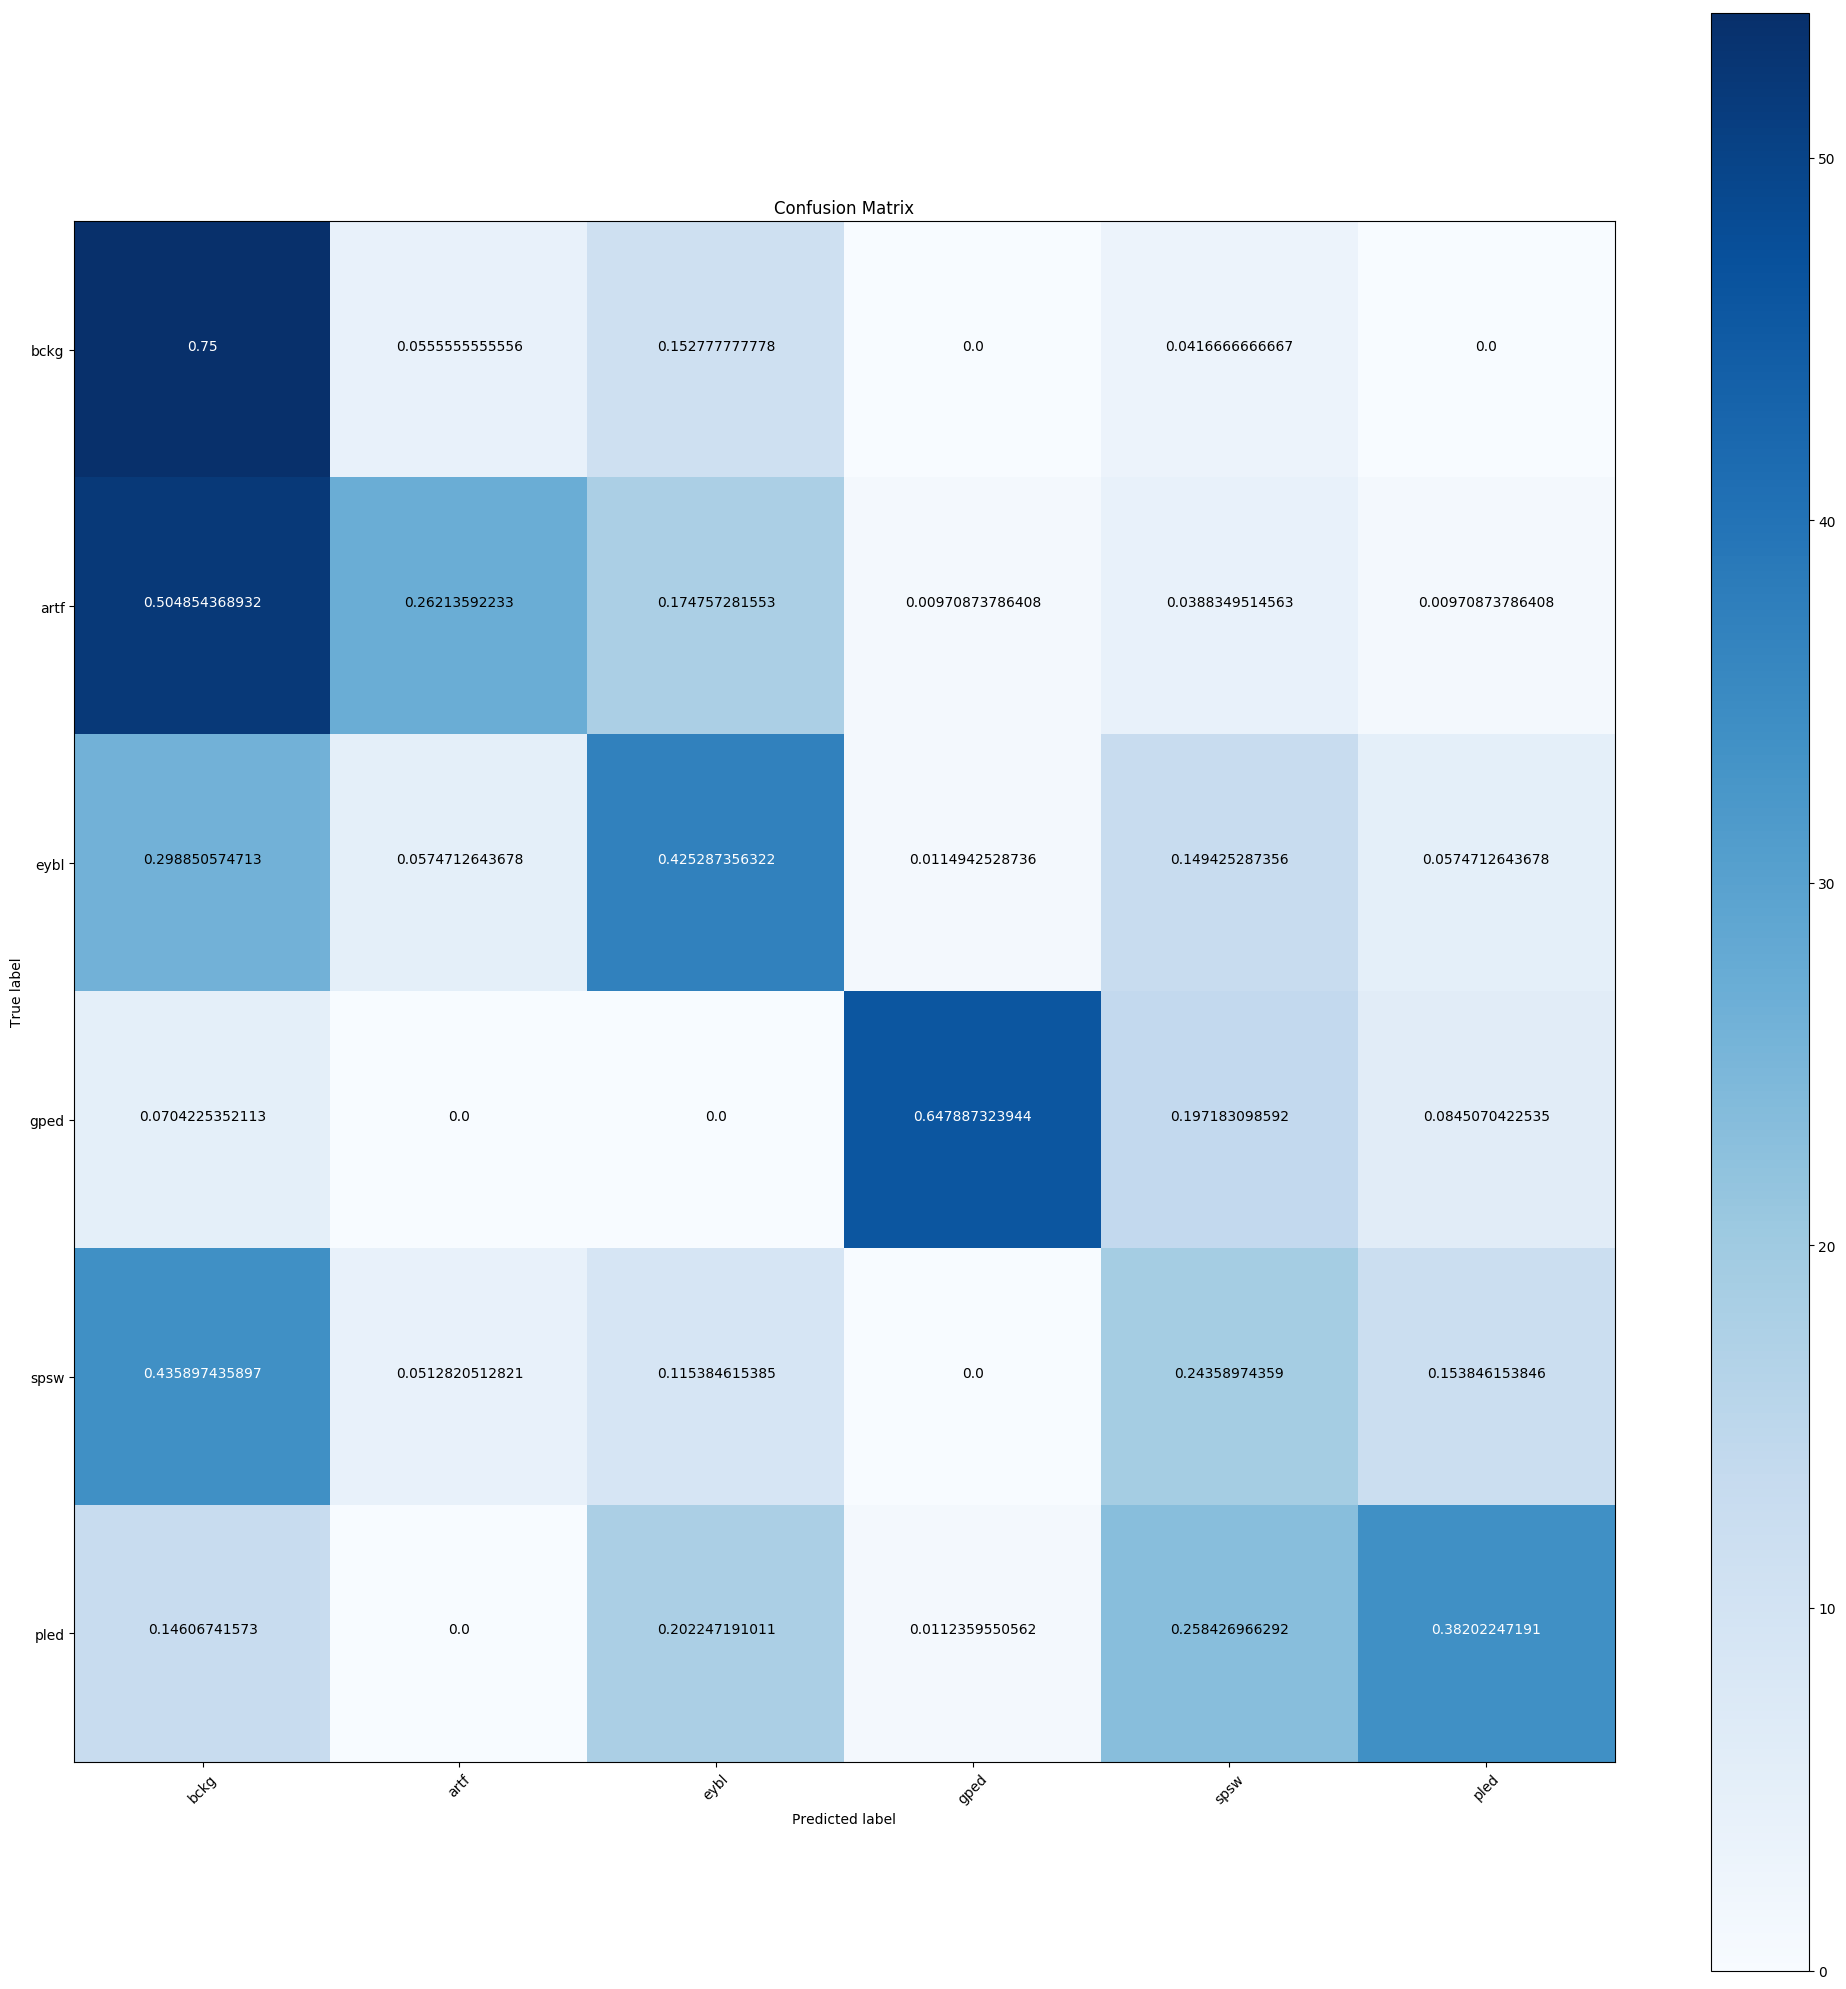 Confusion Matrix
50
bckg 0.75 0.0555555555556 0.152777777778 0.0 0.0416666666667 0.0
40
artf 0.504854368932 0.26213592233 0.174757281553 0.00970873786408 0.0388349514563 0.00970873786408
eybl 0.298850574713 0.0574712643678 0.425287356322 0.0114942528736 0.149425287356 0.0574712643678
30
True label
gped 0.0704225352113 0.0 0.0 0.647887323944 0.197183098592 0.0845070422535
20
spsw 0.435897435897 0.0512820512821 0.115384615385 0.0 0.24358974359 0.153846153846
10
pled 0.14606741573 0.0 0.202247191011 0.0112359550562 0.258426966292 0.38202247191
bckg artf eybl gped spsw pled
Predicted label
0